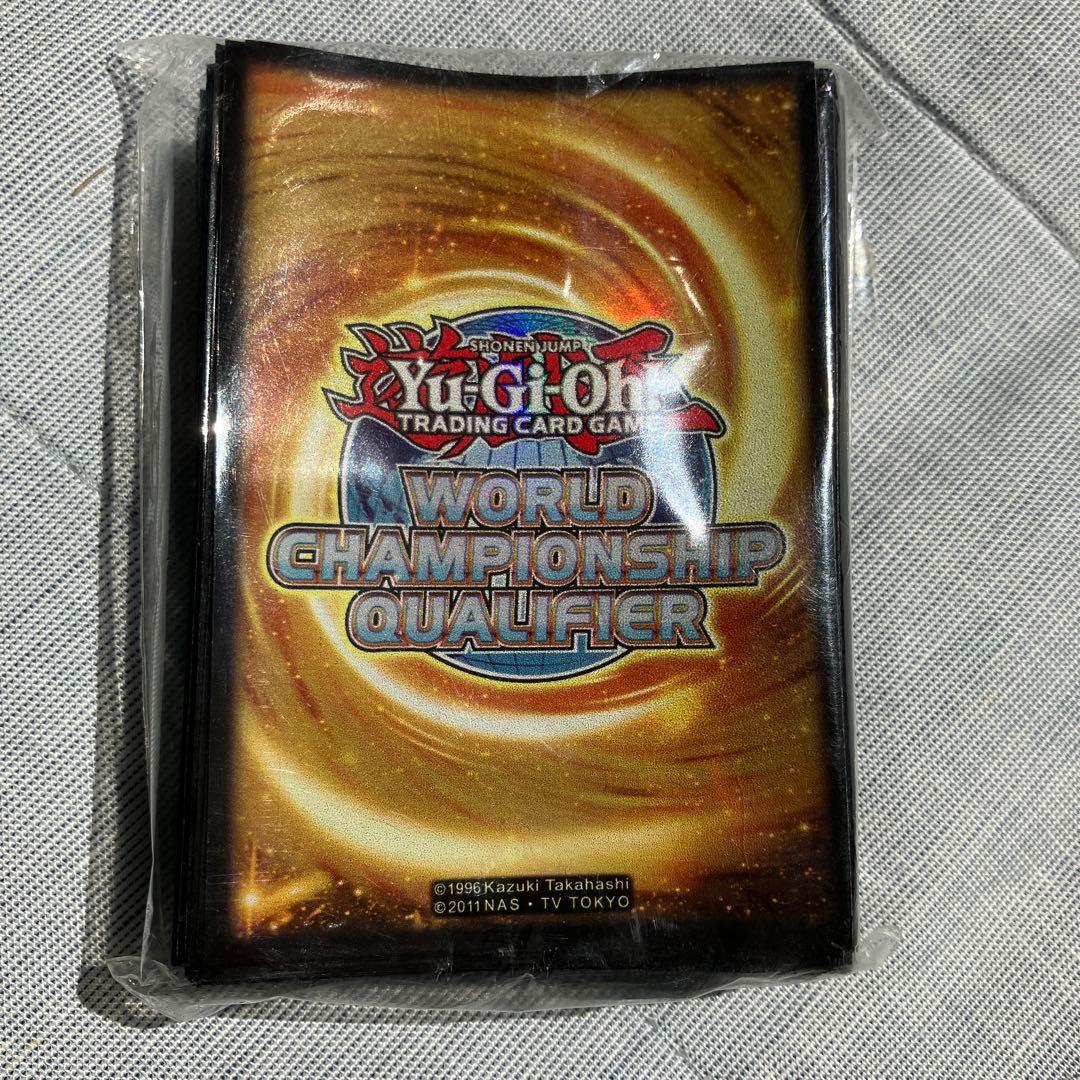 SHONEN JUMP
Yu-Gi-Oh!
TRADING CARD GAME
WORLD
CHAMPIONSHIP
QUALIFIER
©1996 Kazuki Takahashi
©2011 NAS・TV TOKYO